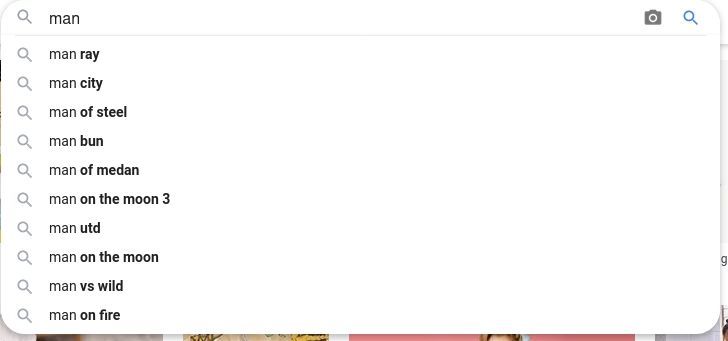 man
man ray
man city
man of steel
man bun
man of medan
man on the moon 3
man utd
man on the moon
man vs wild
man on fire